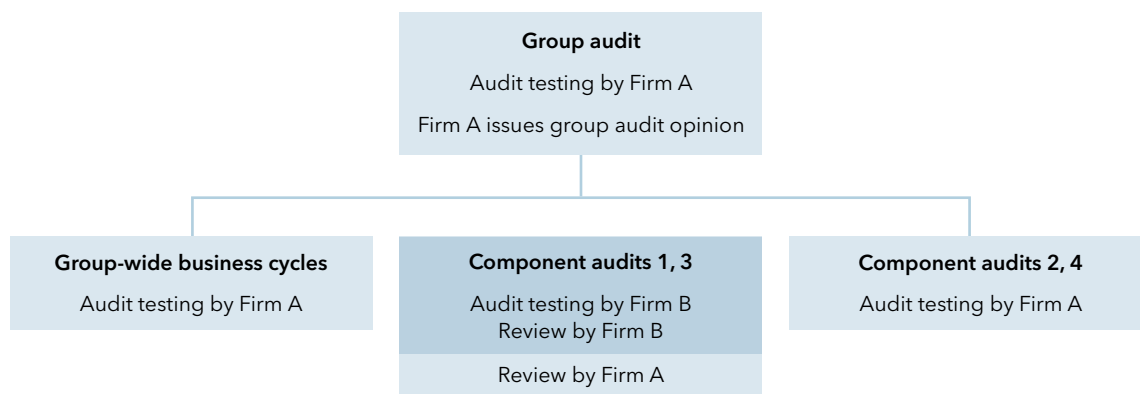 Group audit
Audit testing by Firm A
Firm A issues group audit opinion
Group-wide business cycles
Audit testing by Firm A
Component audits 1, 3
Audit testing by Firm B
Review by Firm B
Review by Firm A
Component audits 2, 4
Audit testing by Firm A